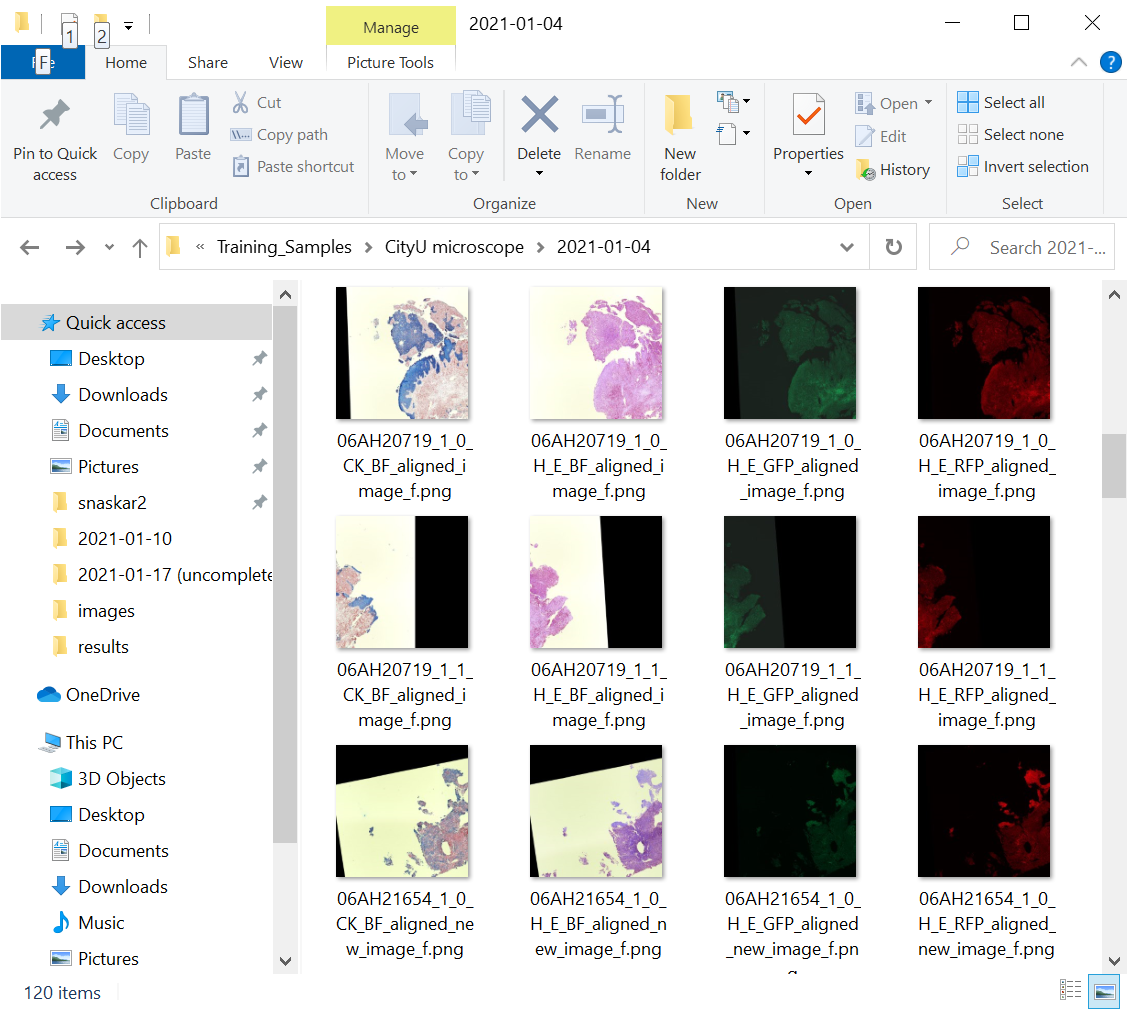 1
2
Manage
2021-01-04
F
Home
Share
View
Picture Tools
?
Pin to Quick
access
Copy
Paste
Cut
W...
Copy path
Paste shortcut
Clipboard
Move
to
Copy
to
Delete
Rename
Organize
New
folder
New
Properties
Open
Edit
History
Open
Select all
Select none
Invert selection
Select
« Training_Samples > CityU microscope > 2021-01-04
Search 2021-...
Quick access
Desktop
Downloads
Documents
Pictures
snaskar2
2021-01-10
2021-01-17 (uncomplete
images
results
OneDrive
This PC
3D Objects
Desktop
Documents
Downloads
Music
Pictures
06AH20719_1_0_
CK_BF_aligned_i
mage_f.png
06AH20719_1_0_
H_E_BF_aligned_i
mage_f.png
06AH20719_1_0_
H_E_GFP_aligned
_image_f.png
06AH20719_1_0_
H_E_RFP_aligned_
image_f.png
06AH20719_1_1_
CK_BF_aligned_i
mage_f.png
06AH20719_1_1_
H_E_BF_aligned_i
mage_f.png
06AH20719_1_1_
H_E_GFP_aligned
_image_f.png
06AH20719_1_1_
H_E_RFP_aligned_
image_f.png
06AH21654_1_0_
CK_BF_aligned_ne
w_image_f.png
06AH21654_1_0_
H_E_BF_aligned_n
ew_image_f.png
06AH21654_1_0_
H_E_GFP_aligned
_new_image_f.pn
g
06AH21654_1_0_
H_E_RFP_aligned_
new_image_f.png
120 items